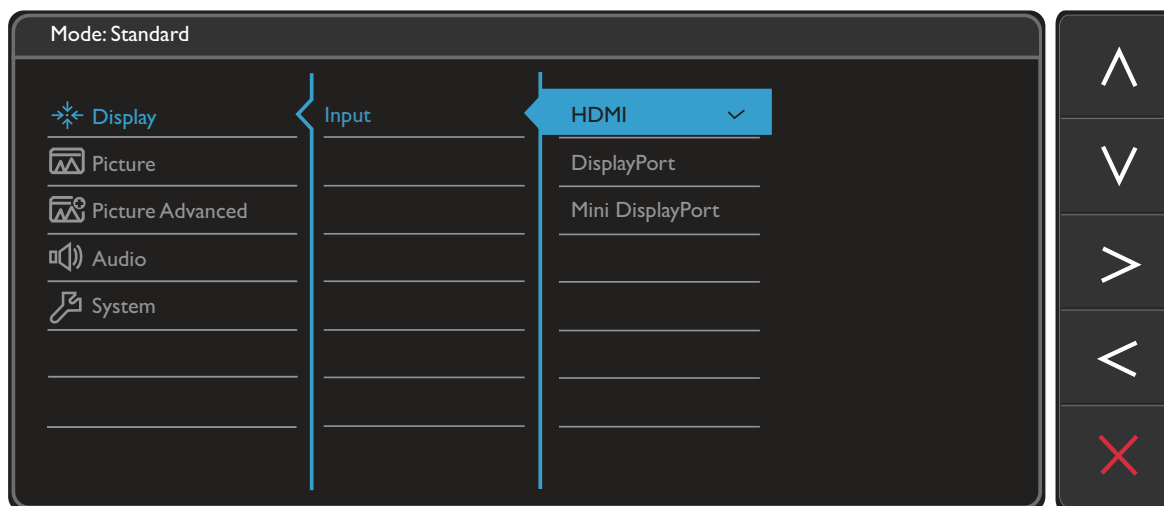 Mode: Standard
Display
Input
HDMI
Picture
DisplayPort
Picture Advanced
Mini DisplayPort
Audio
System